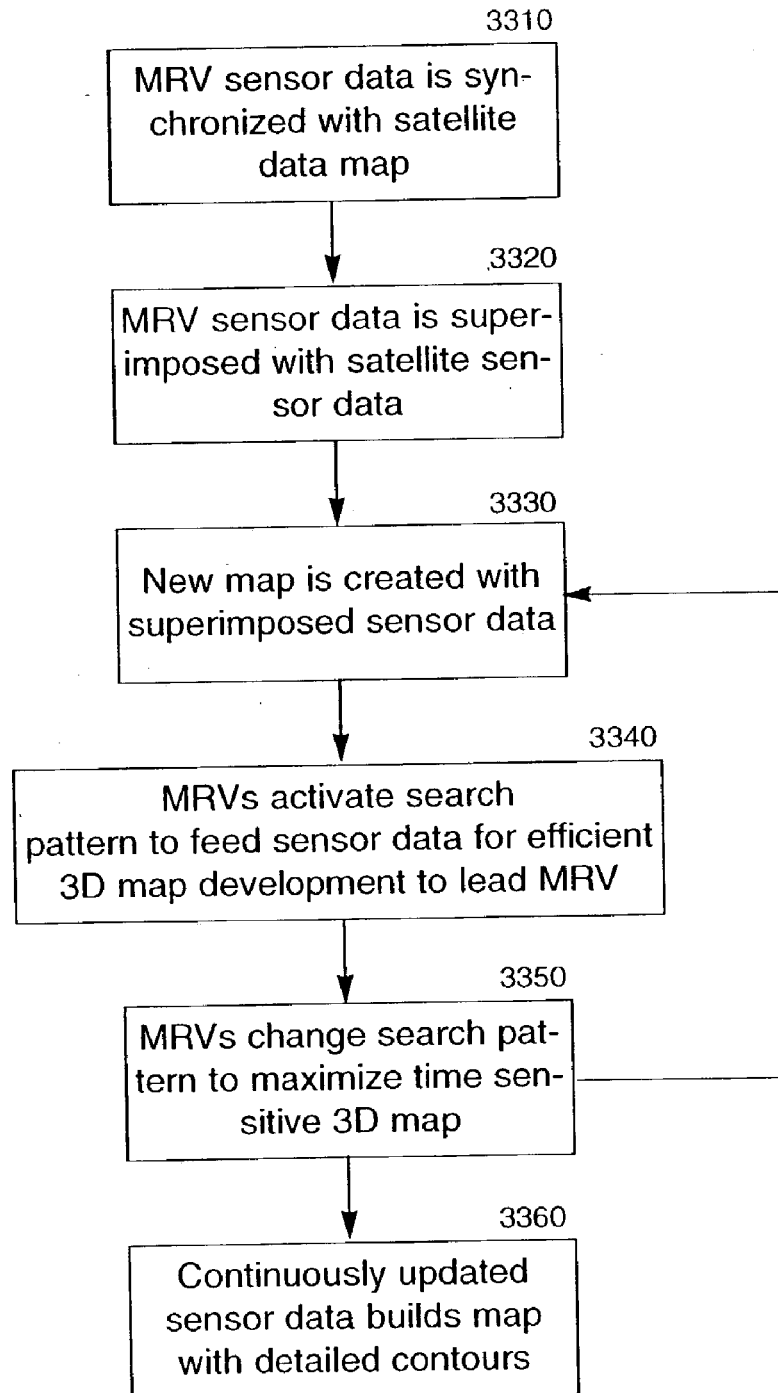 3310
MRV sensor data is syn-
chronized with satellite
data map
3320
MRV sensor data is super-
imposed with satellite sen-
sor data
3330
New map is created with
superimposed sensor data
3340
MRVs activate search
pattern to feed sensor data for efficient
3D map development to lead MRV
3350
MRVs change search pat-
tern to maximize time sen-
sitive 3D map
3360
Continuously updated
sensor data builds map
with detailed contours